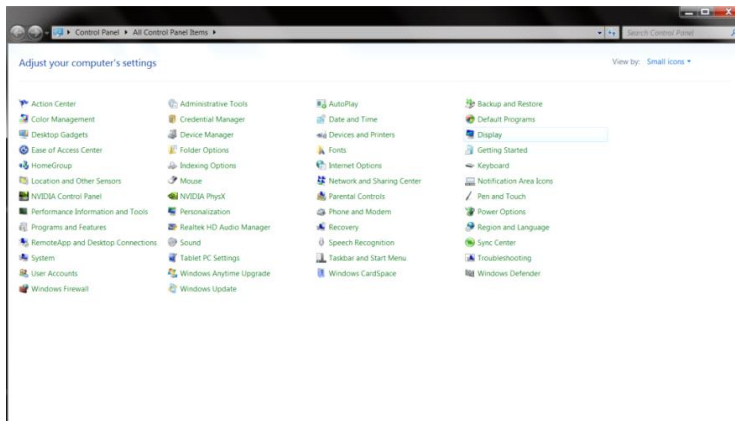 Control Panel ▸ All Control Panel Items ▸ Search Control Panel
Adjust your computer's settings View by: Small icons
Action Center Administrative Tools AutoPlay Backup and Restore
Color Management Credential Manager Date and Time Default Programs
Desktop Gadgets Device Manager Devices and Printers Display
Ease of Access Center Folder Options Fonts Getting Started
HomeGroup Indexing Options Internet Options Keyboard
Location and Other Sensors Mouse Network and Sharing Center Notification Area Icons
NVIDIA Control Panel NVIDIA PhysX Parental Controls Pen and Touch
Performance Information and Tools Personalization Phone and Modem Power Options
Programs and Features Realtek HD Audio Manager Recovery Region and Language
RemoteApp and Desktop Connections Sound Speech Recognition Sync Center
System Tablet PC Settings Taskbar and Start Menu Troubleshooting
User Accounts Windows Anytime Upgrade Windows CardSpace Windows Defender
Windows Firewall Windows Update